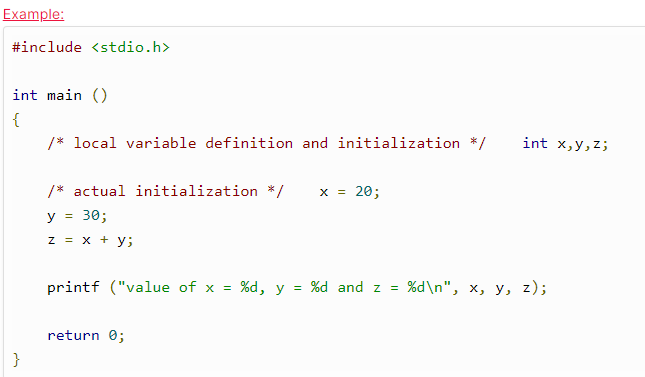 Example:
#include <stdio.h>
int main ()
{
/* local variable definition and initialization */    int x,y,z;
/* actual initialization */    x = 20;
y = 30;
z = x + y;
printf ("value of x = %d, y = %d and z = %d\n", x, y, z);
return 0;
}